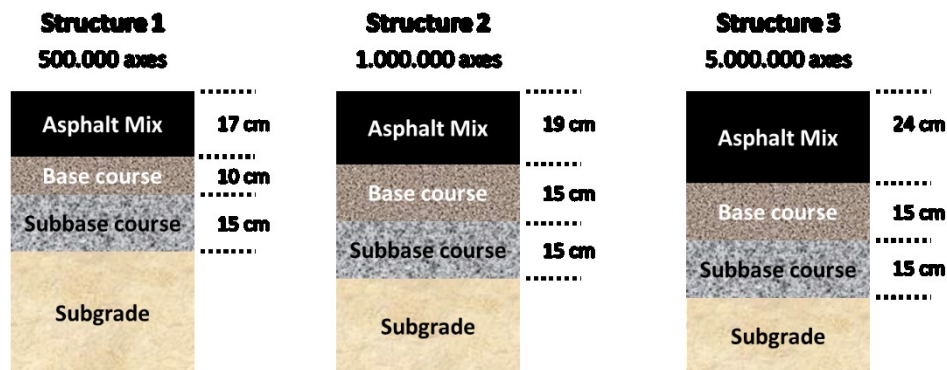 Structure 1
500.000 axes
Asphalt Mix
17 cm
Base course
10 cm
Subbase course
15 cm
Subgrade
Structure 2
1.000.000 axes
Asphalt Mix
19 cm
Base course
15 cm
Subbase course
15 cm
Subgrade
Structure 3
5.000.000 axes
Asphalt Mix
24 cm
Base course
15 cm
Subbase course
15 cm
Subgrade